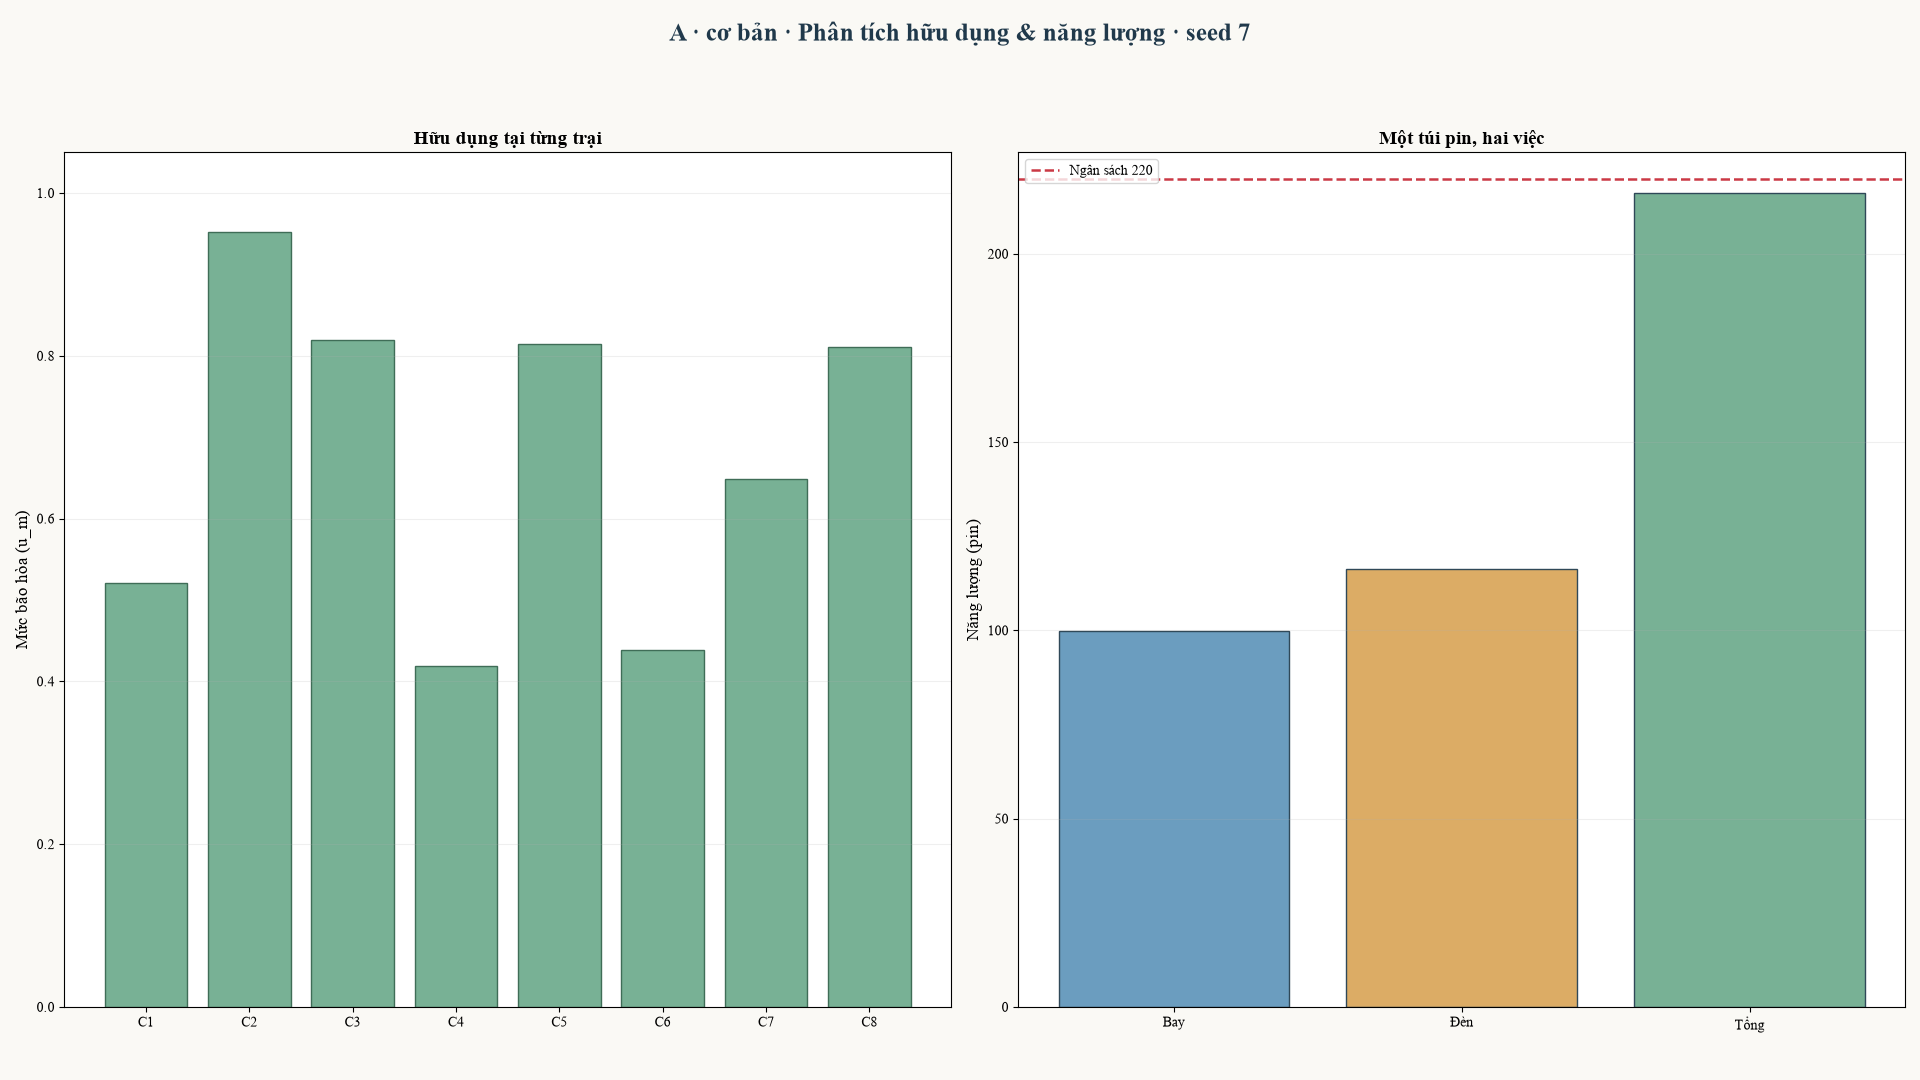 A · cơ bản · Phân tích hữu dụng & năng lượng · seed 7
Hữu dụng tại từng trại
Mức bão hòa (u_m)
1.0
0.8
0.6
0.4
0.2
0.0
C1 C2 C3 C4 C5 C6 C7 C8
Một túi pin, hai việc
Ngân sách 220
Năng lượng (pin)
200
150
100
50
0
Bay Đèn Tổng